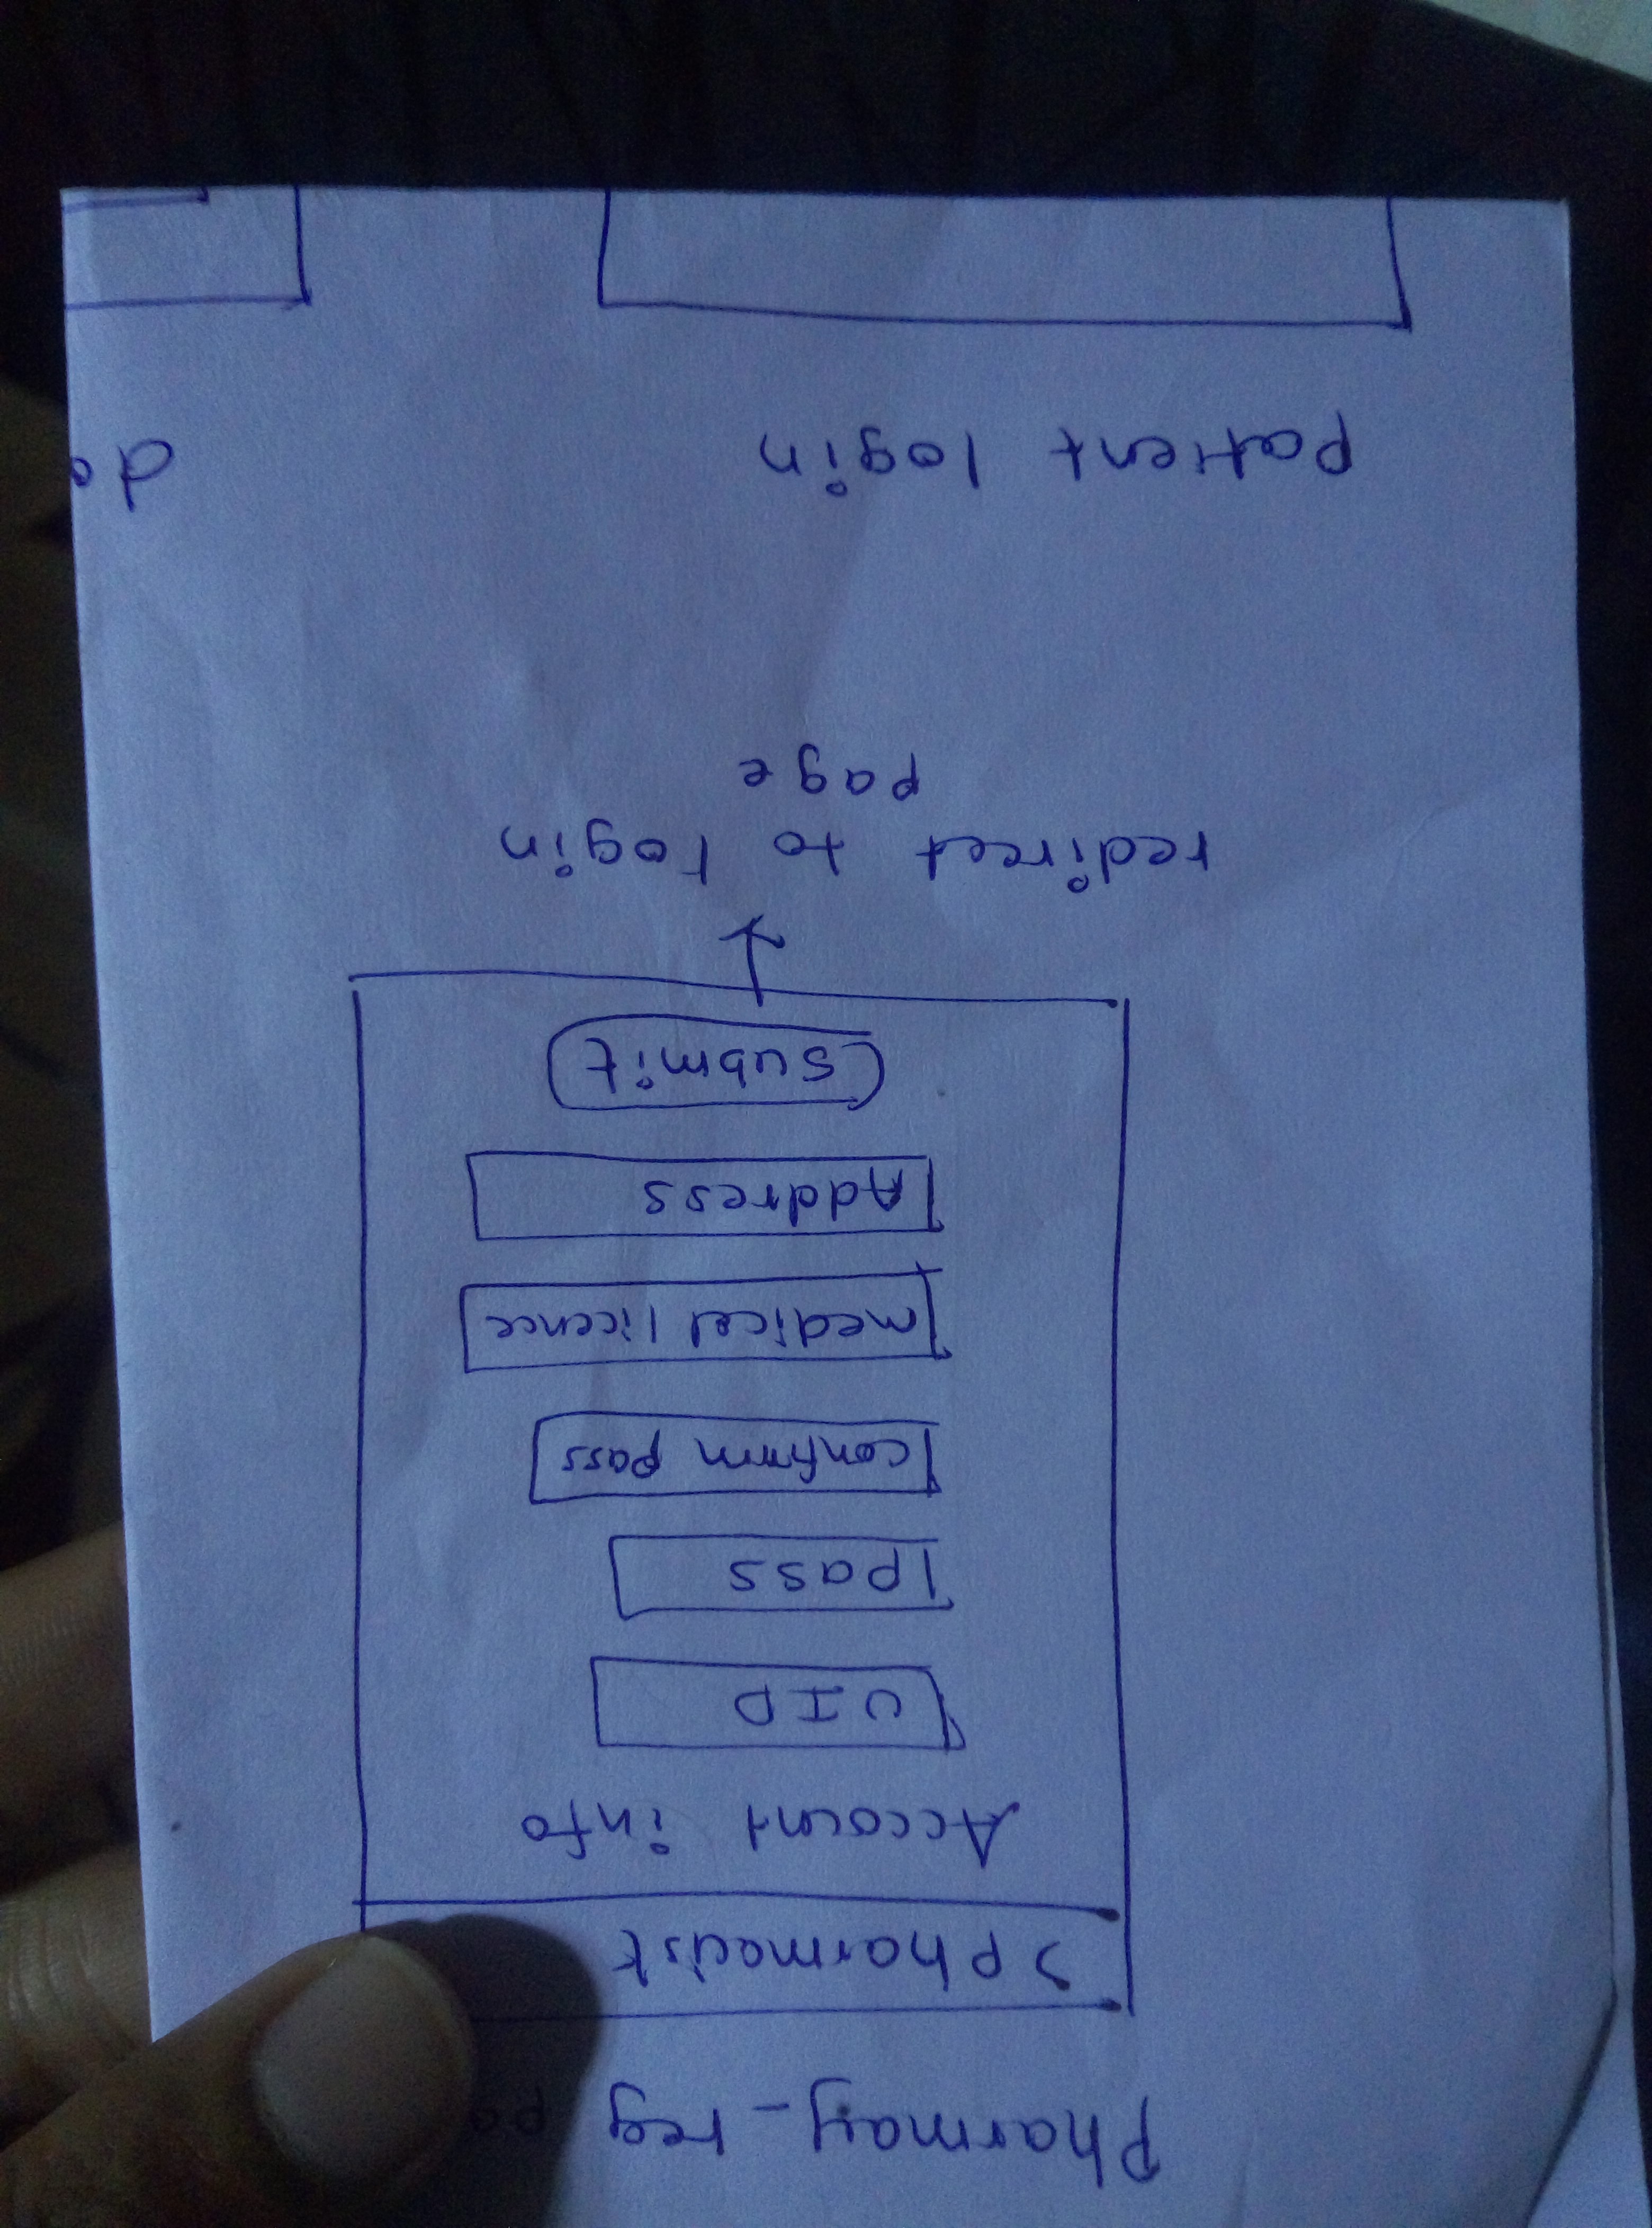 Pharmacy-reg
> Pharmacist
Account info
UID
Pass
confirm pass
medical licence
Address
Submit
redirect to login
page
patient login